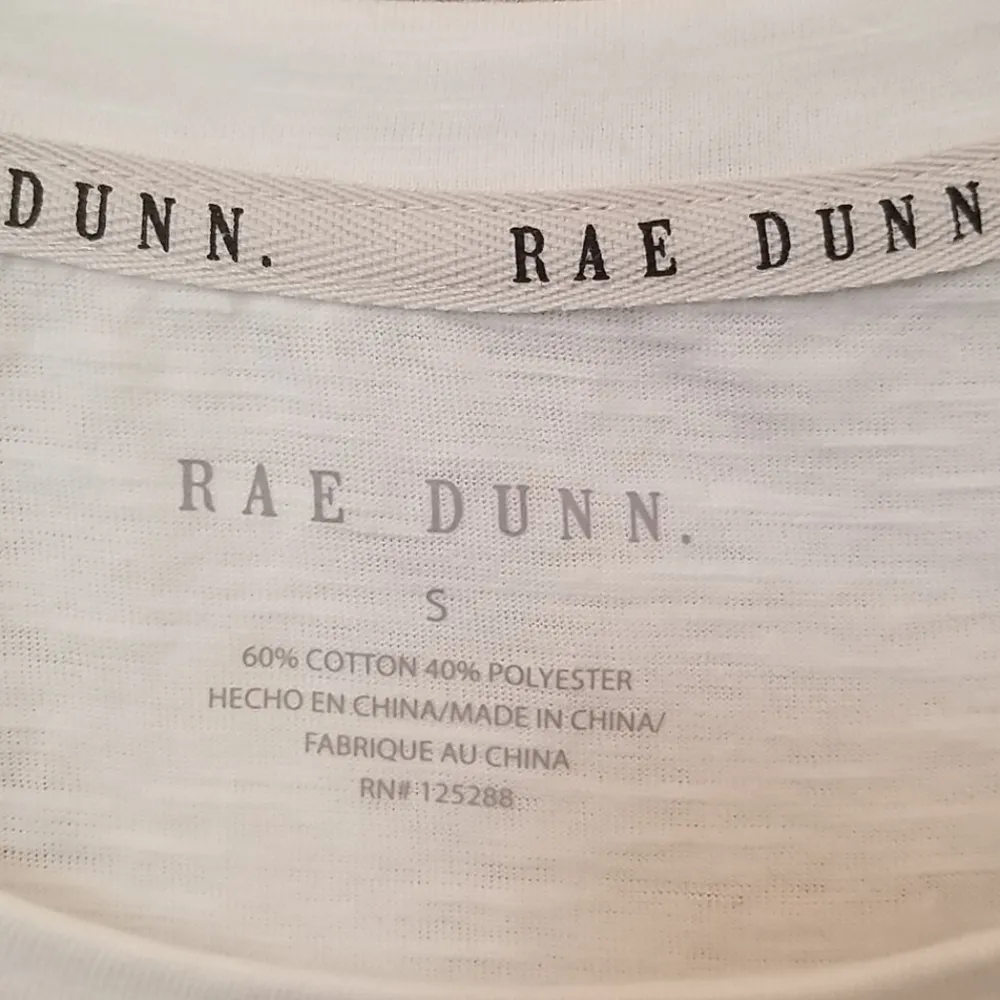 DUNN. RAE DUNN
RAE DUNN.
S
60% COTTON 40% POLYESTER
HECHO EN CHINA/MADE IN CHINA/
FABRIQUE AU CHINA
RN# 125288